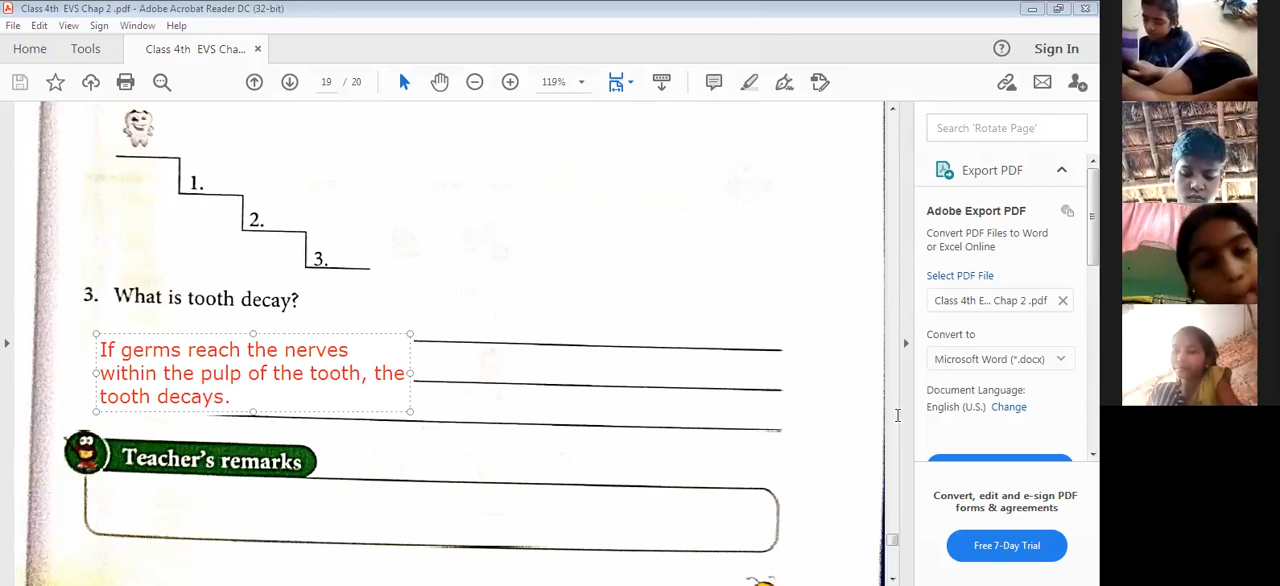 Class 4th EVS Chap 2 .pdf - Adobe Acrobat Reader DC (32-bit)
File Edit View Sign Window Help
Home Tools Class 4th EVS Cha... × Sign In
19 / 20 119%
1.
2.
3.
3. What is tooth decay?
If germs reach the nerves
within the pulp of the tooth, the
tooth decays.
Teacher's remarks
Search 'Rotate Page'
Export PDF
Adobe Export PDF
Convert PDF Files to Word
or Excel Online
Select PDF File
Class 4th E... Chap 2 .pdf ×
Convert to
Microsoft Word (*.docx)
Document Language:
English (U.S.) Change
Convert, edit and e-sign PDF
forms & agreements
Free 7-Day Trial